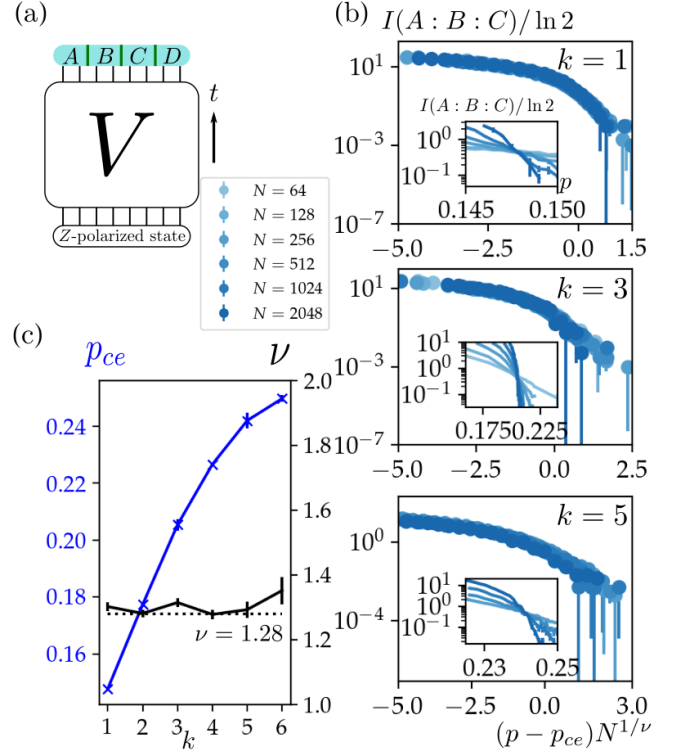 (a)
A B C D
V
t
Z-polarized state
N = 64
N = 128
N = 256
N = 512
N = 1024
N = 2048
(b) I(A : B : C)/ ln 2
k = 1
10^1
10^−3
10^−7
I(A : B : C)/ ln 2
10^0
10^−1
p
0.145 0.150
−5.0 −2.5 0.0 1.5
k = 3
10^1
10^−3
10^−7
10^1
10^0
10^−1
0.175 0.225
−5.0 −2.5 0.0 2.5
k = 5
10^0
10^−4
10^1
10^0
10^−1
0.23 0.25
−5.0 0.0 3.0
(p − p_ce)N^1/ν
(c)
p_ce ν
0.24
0.22
0.20
0.18
0.16
2.0
1.8
1.6
1.4
1.2
1.0
ν = 1.28
1 2 3 4 5 6
k